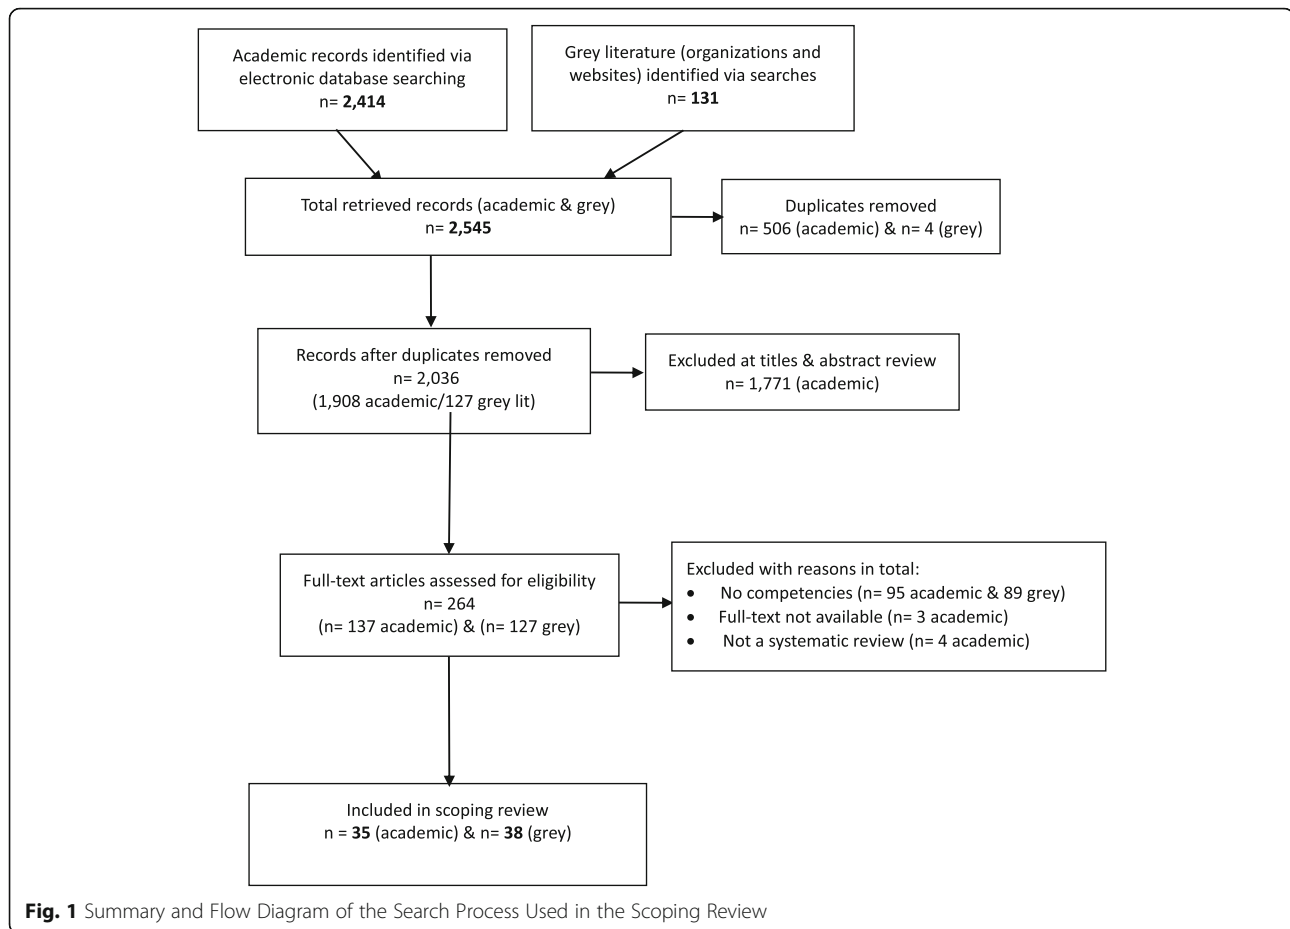 Academic records identified via
electronic database searching
n= 2,414
Grey literature (organizations and
websites) identified via searches
n= 131
Total retrieved records (academic & grey)
n= 2,545
Duplicates removed
n= 506 (academic) & n= 4 (grey)
Records after duplicates removed
n= 2,036
(1,908 academic/127 grey lit)
Excluded at titles & abstract review
n= 1,771 (academic)
Full-text articles assessed for eligibility
n= 264
(n= 137 academic) & (n= 127 grey)
Excluded with reasons in total:
• No competencies (n= 95 academic & 89 grey)
• Full-text not available (n= 3 academic)
• Not a systematic review (n= 4 academic)
Included in scoping review
n = 35 (academic) & n= 38 (grey)
Fig. 1 Summary and Flow Diagram of the Search Process Used in the Scoping Review